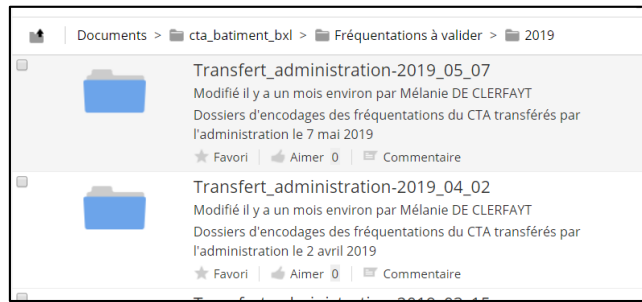 Documents > cta_batiment_bxl > Fréquentations à valider > 2019
Transfert_administration-2019_05_07
Modifié il y a un mois environ par Mélanie DE CLERFAYT
Dossiers d'encodages des fréquentations du CTA transférés par
l'administration le 7 mai 2019
Favori Aimer 0 Commentaire
Transfert_administration-2019_04_02
Modifié il y a un mois environ par Mélanie DE CLERFAYT
Dossiers d'encodages des fréquentations du CTA transférés par
l'administration le 2 avril 2019
Favori Aimer 0 Commentaire